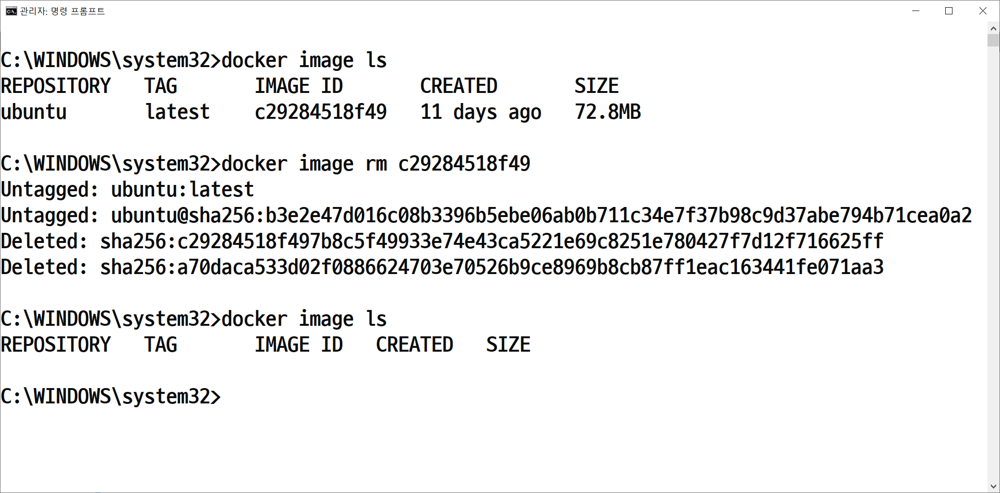 관리자: 명령 프롬프트
C:\WINDOWS\system32>docker image ls
REPOSITORY   TAG       IMAGE ID       CREATED       SIZE
ubuntu       latest    c29284518f49   11 days ago   72.8MB
C:\WINDOWS\system32>docker image rm c29284518f49
Untagged: ubuntu:latest
Untagged: ubuntu@sha256:b3e2e47d016c08b3396b5ebe06ab0b711c34e7f37b98c9d37abe794b71cea0a2
Deleted: sha256:c29284518f497b8c5f49933e74e43ca5221e69c8251e780427f7d12f716625ff
Deleted: sha256:a70daca533d02f0886624703e70526b9ce8969b8cb87ff1eac163441fe071aa3
C:\WINDOWS\system32>docker image ls
REPOSITORY   TAG       IMAGE ID   CREATED   SIZE
C:\WINDOWS\system32>